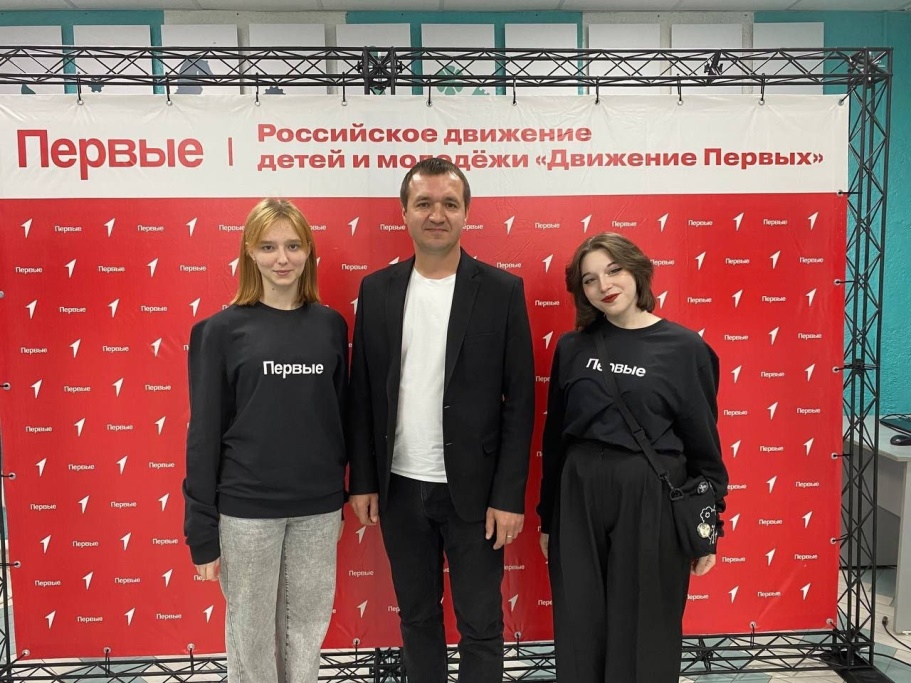 Первые
Российское движение
детей и молодёжи «Движение Первых»
Первые
Первые